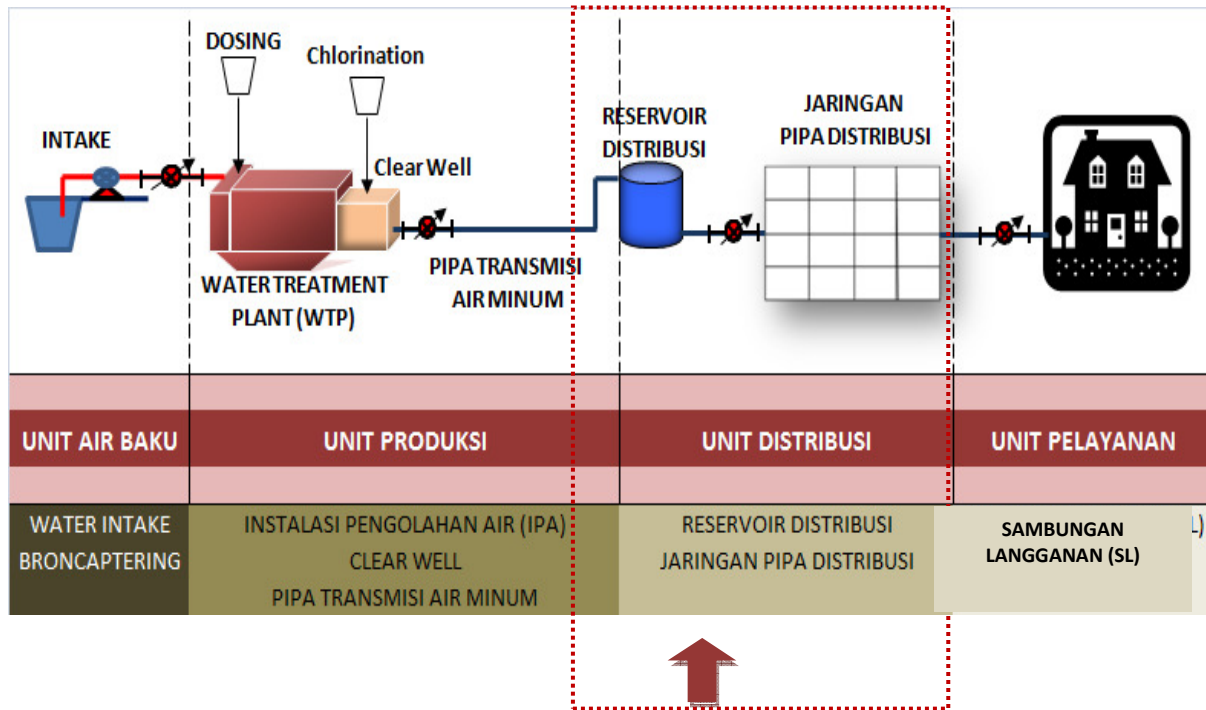 DOSING
Chlorination
INTAKE
Clear Well
WATER TREATMENT
PLANT (WTP)
PIPA TRANSMISI
AIR MINUM
RESERVOIR
DISTRIBUSI
JARINGAN
PIPA DISTRIBUSI
UNIT AIR BAKU
UNIT PRODUKSI
UNIT DISTRIBUSI
UNIT PELAYANAN
WATER INTAKE
BRONCAPTERING
INSTALASI PENGOLAHAN AIR (IPA)
CLEAR WELL
PIPA TRANSMISI AIR MINUM
RESERVOIR DISTRIBUSI
JARINGAN PIPA DISTRIBUSI
SAMBUNGAN
LANGGANAN (SL)
L)